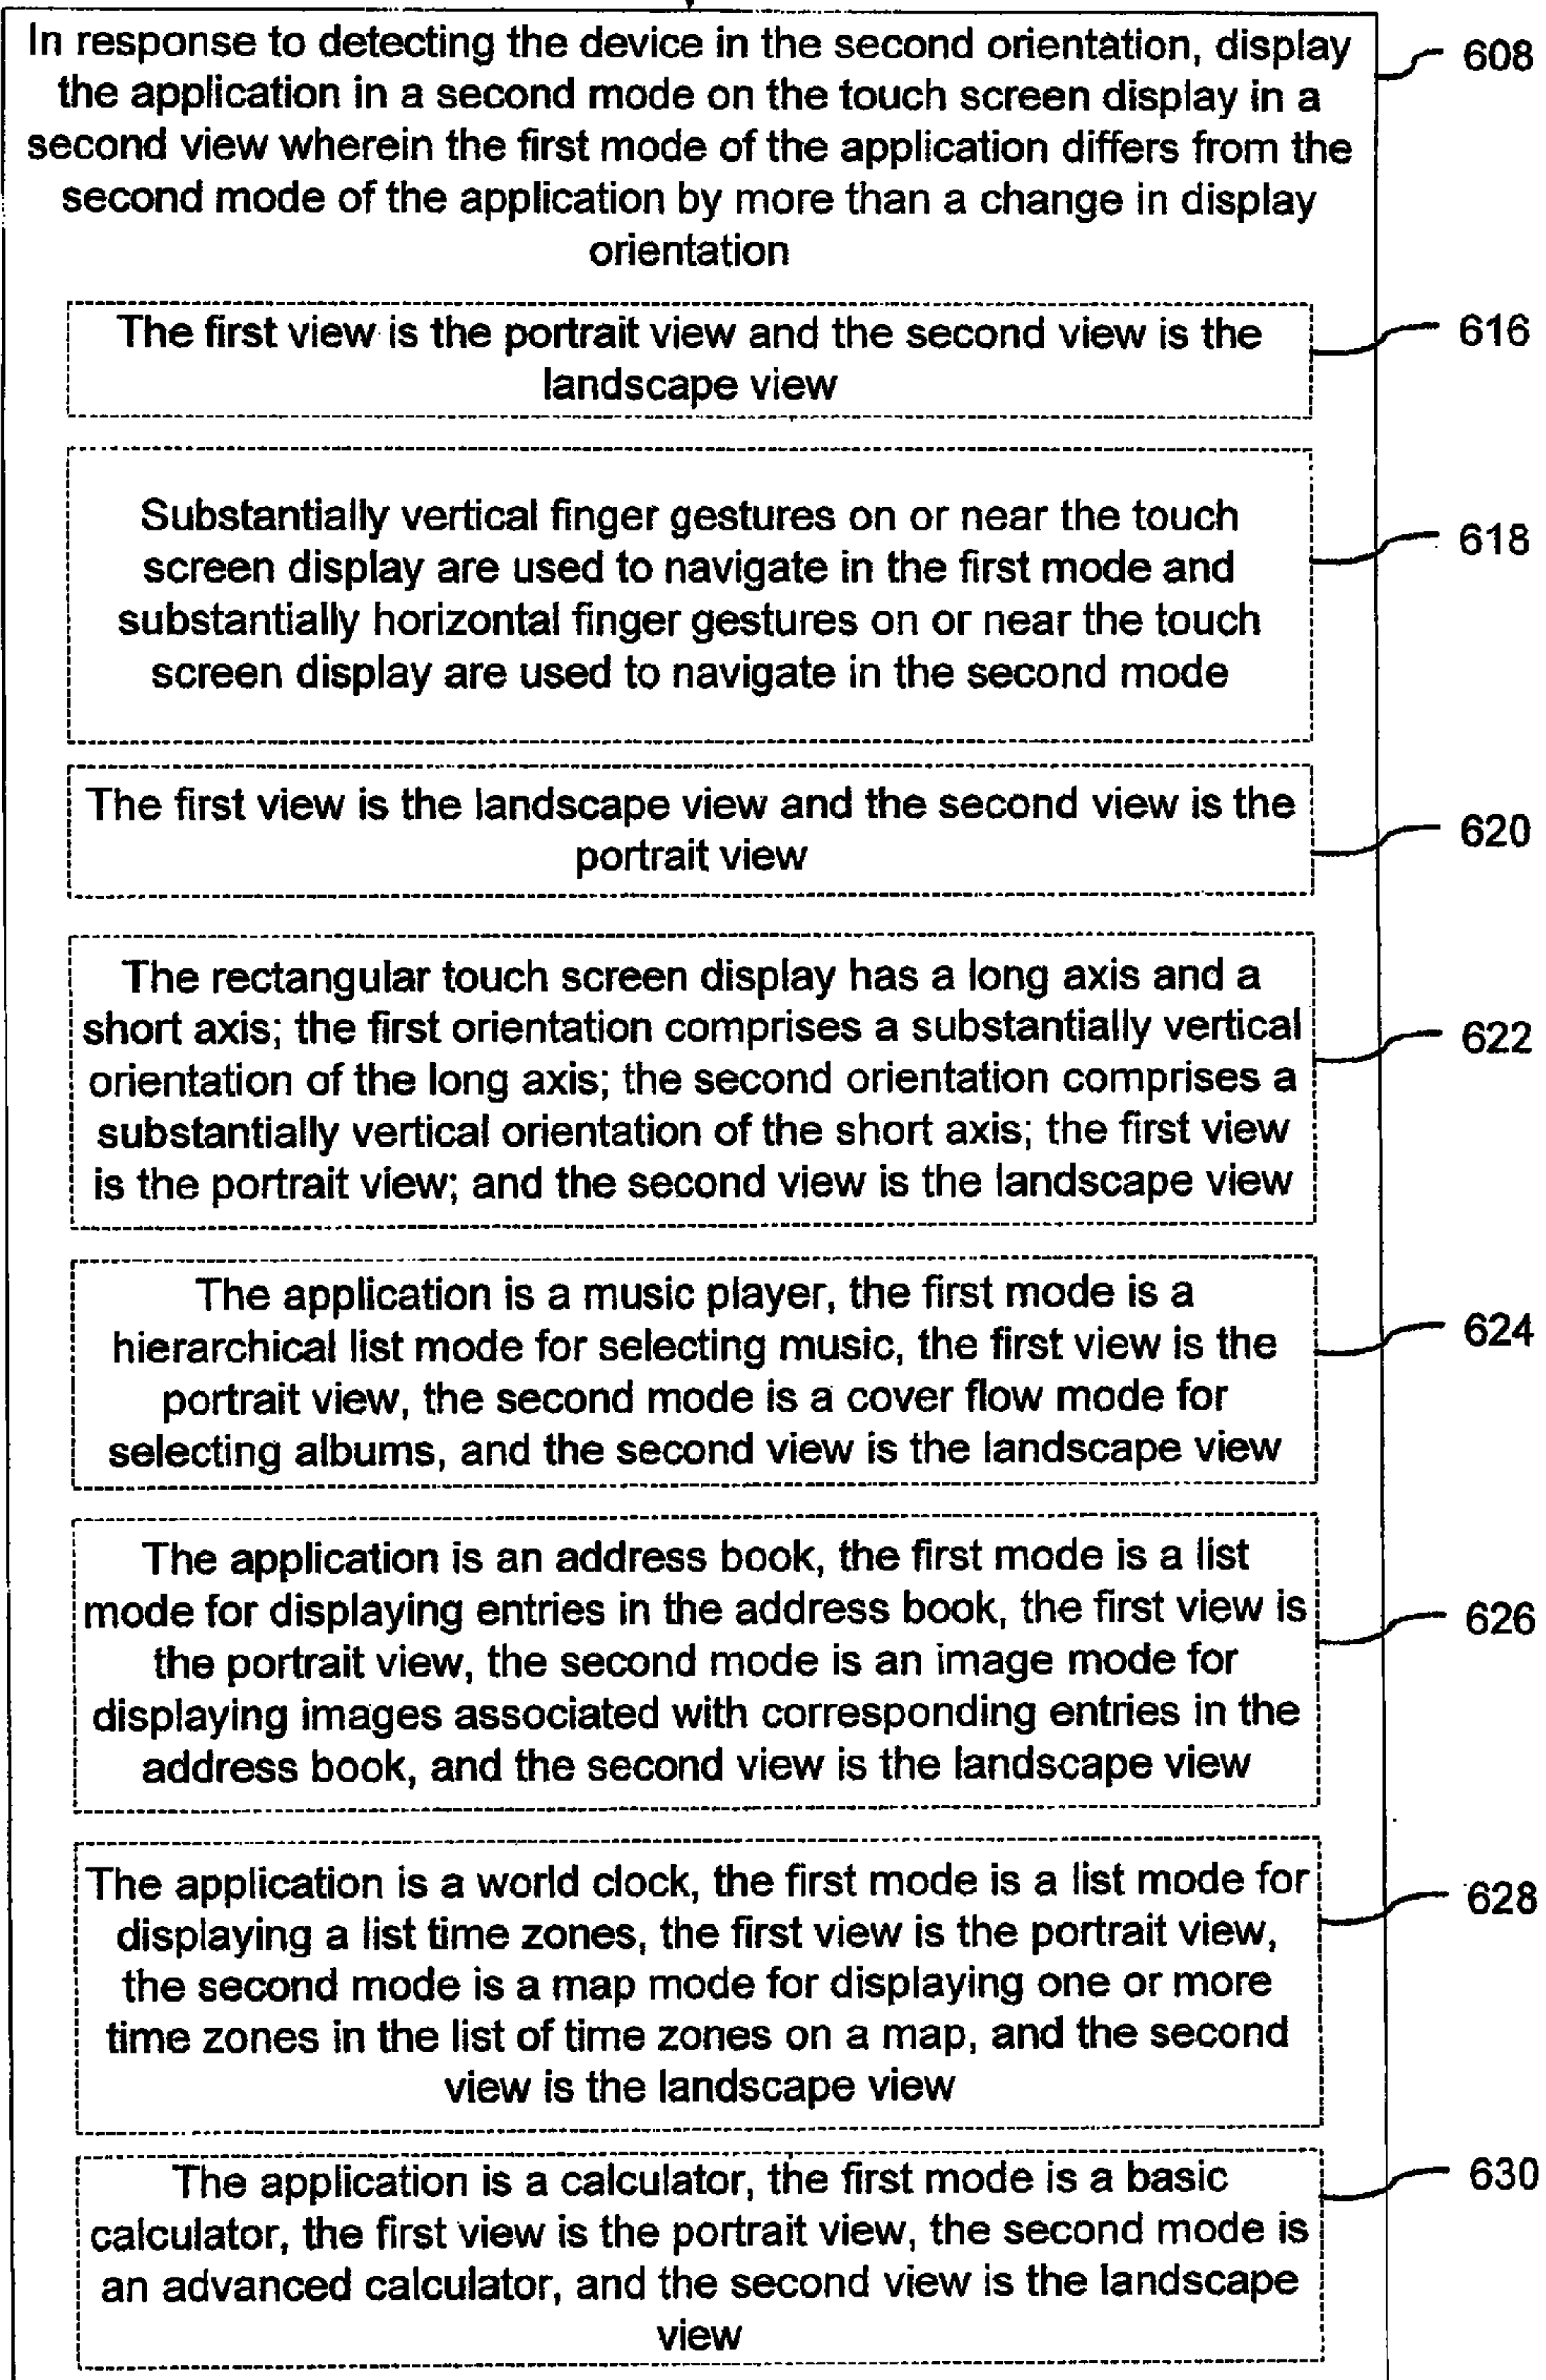 In response to detecting the device in the second orientation, display
the application in a second mode on the touch screen display in a
second view wherein the first mode of the application differs from the
second mode of the application by more than a change in display
orientation
608
The first view is the portrait view and the second view is the
landscape view
616
Substantially vertical finger gestures on or near the touch
screen display are used to navigate in the first mode and
substantially horizontal finger gestures on or near the touch
screen display are used to navigate in the second mode
618
The first view is the landscape view and the second view is the
portrait view
620
The rectangular touch screen display has a long axis and a
short axis; the first orientation comprises a substantially vertical
orientation of the long axis; the second orientation comprises a
substantially vertical orientation of the short axis; the first view
is the portrait view; and the second view is the landscape view
622
The application is a music player, the first mode is a
hierarchical list mode for selecting music, the first view is the
portrait view, the second mode is a cover flow mode for
selecting albums, and the second view is the landscape view
624
The application is an address book, the first mode is a list
mode for displaying entries in the address book, the first view is
the portrait view, the second mode is an image mode for
displaying images associated with corresponding entries in the
address book, and the second view is the landscape view
626
The application is a world clock, the first mode is a list mode for
displaying a list time zones, the first view is the portrait view,
the second mode is a map mode for displaying one or more
time zones in the list of time zones on a map, and the second
view is the landscape view
628
The application is a calculator, the first mode is a basic
calculator, the first view is the portrait view, the second mode is
an advanced calculator, and the second view is the landscape
view
630